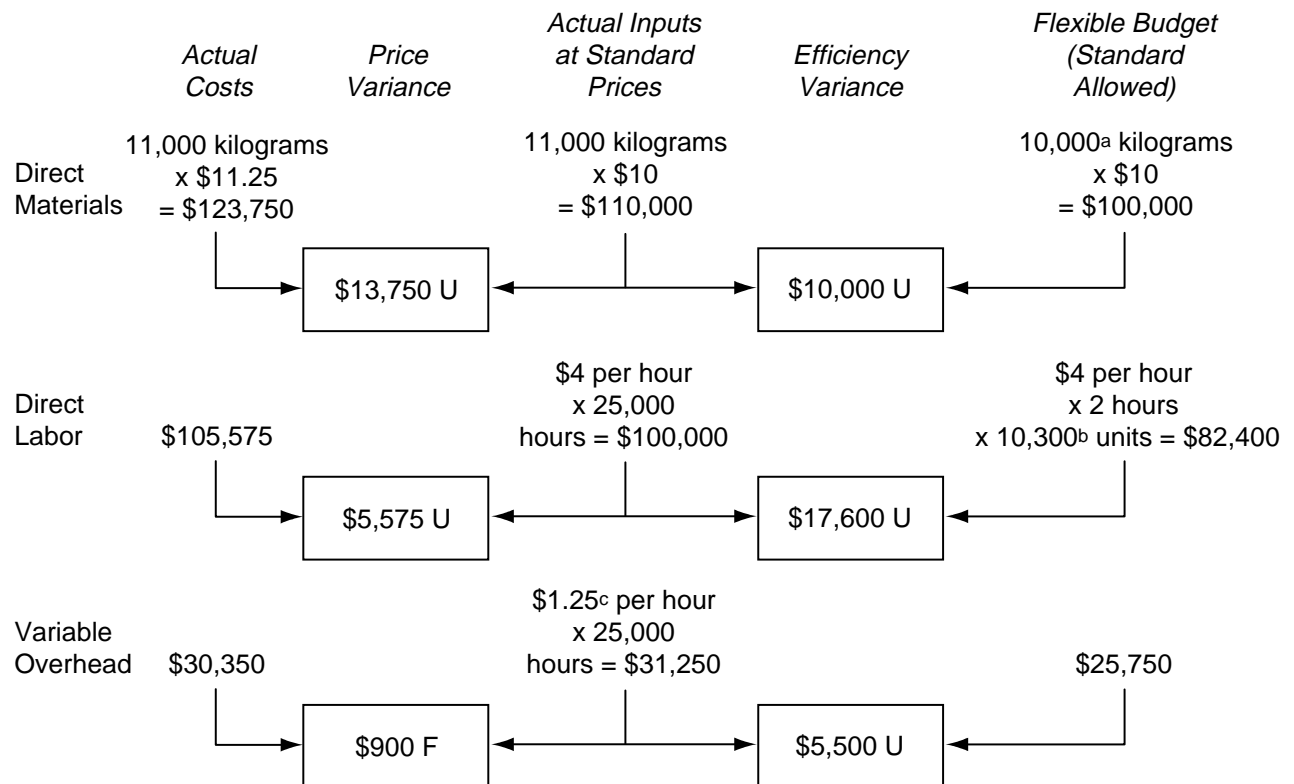 Actual
Costs
Price
Variance
Actual Inputs
at Standard
Prices
Efficiency
Variance
Flexible Budget
(Standard
Allowed)
Direct
Materials
11,000 kilograms
x $11.25
= $123,750
11,000 kilograms
x $10
= $110,000
10,000a kilograms
x $10
= $100,000
$13,750 U
$10,000 U
Direct
Labor
$105,575
$4 per hour
x 25,000
hours = $100,000
$4 per hour
x 2 hours
x 10,300b units = $82,400
$5,575 U
$17,600 U
Variable
Overhead
$30,350
$1.25c per hour
x 25,000
hours = $31,250
$25,750
$900 F
$5,500 U